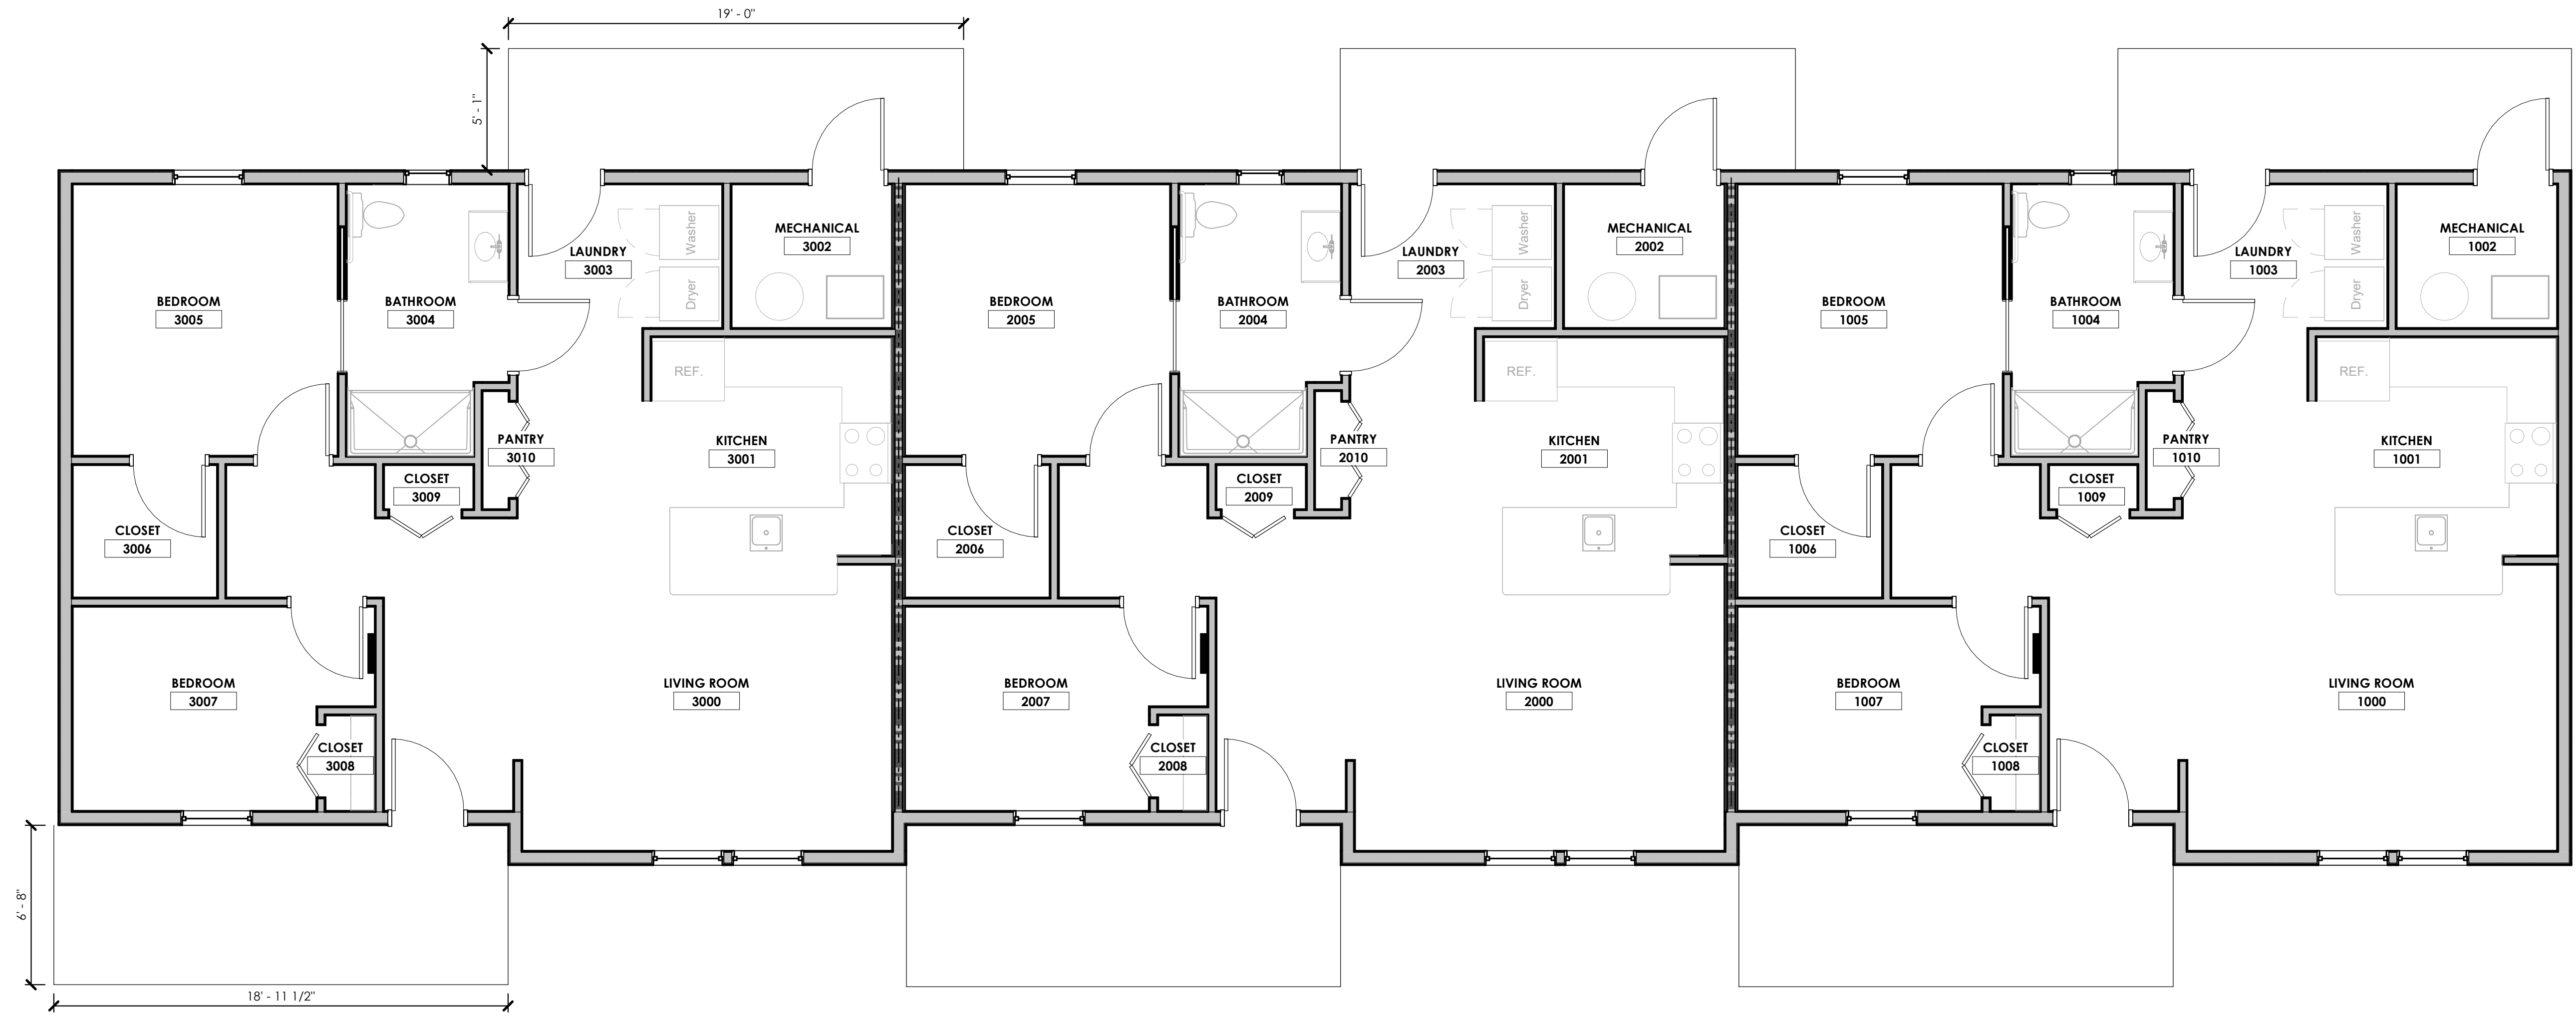 19' - 0"
5' - 1"
MECHANICAL
3002
MECHANICAL
2002
MECHANICAL
1002
LAUNDRY
3003
LAUNDRY
2003
LAUNDRY
1003
Washer
Dryer
Washer
Dryer
Washer
Dryer
BEDROOM
3005
BATHROOM
3004
BEDROOM
2005
BATHROOM
2004
BEDROOM
1005
BATHROOM
1004
REF.
REF.
REF.
PANTRY
3010
KITCHEN
3001
PANTRY
2010
KITCHEN
2001
PANTRY
1010
KITCHEN
1001
CLOSET
3009
CLOSET
2009
CLOSET
1009
CLOSET
3006
CLOSET
2006
CLOSET
1006
BEDROOM
3007
LIVING ROOM
3000
BEDROOM
2007
LIVING ROOM
2000
BEDROOM
1007
LIVING ROOM
1000
CLOSET
3008
CLOSET
2008
CLOSET
1008
6' - 8"
18' - 11 1/2"